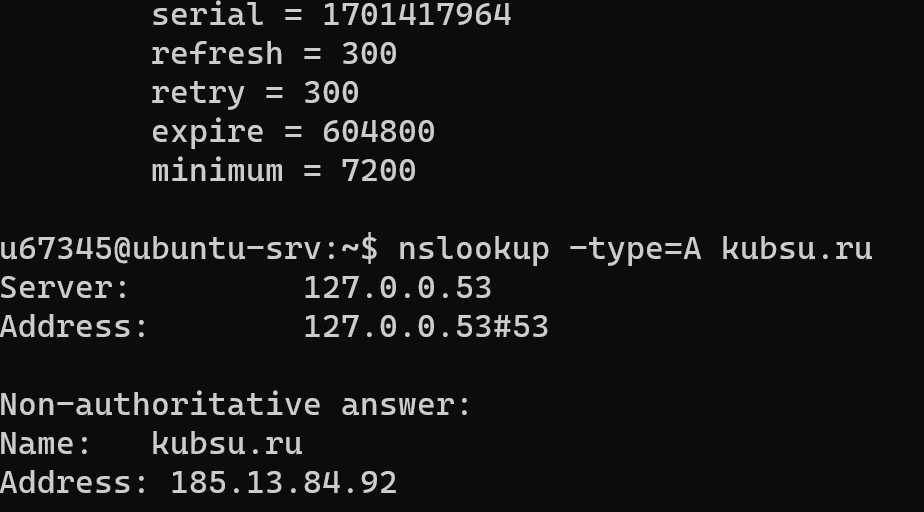 serial = 1701417964
refresh = 300
retry = 300
expire = 604800
minimum = 7200
u67345@ubuntu-srv:~$ nslookup -type=A kubsu.ru
Server: 127.0.0.53
Address: 127.0.0.53#53
Non-authoritative answer:
Name: kubsu.ru
Address: 185.13.84.92